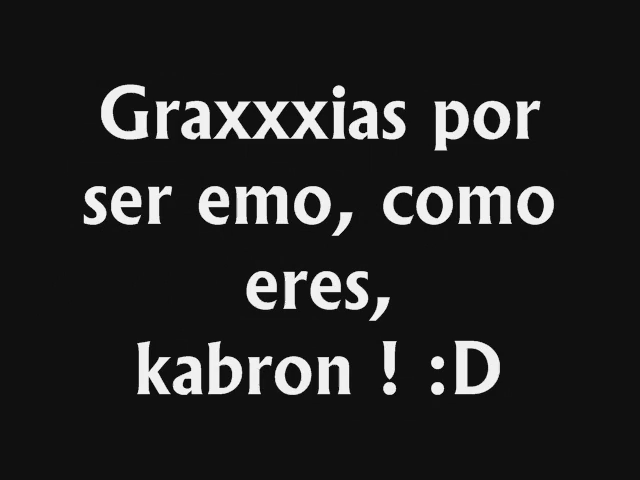 Graxxxias por
ser emo, como
eres,
kabron ! :D